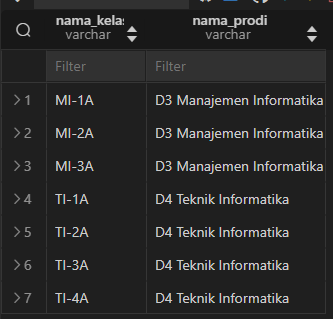 nama_kelas nama_prodi
varchar varchar
Filter Filter
1 MI-1A D3 Manajemen Informatika
2 MI-2A D3 Manajemen Informatika
3 MI-3A D3 Manajemen Informatika
4 TI-1A D4 Teknik Informatika
5 TI-2A D4 Teknik Informatika
6 TI-3A D4 Teknik Informatika
7 TI-4A D4 Teknik Informatika